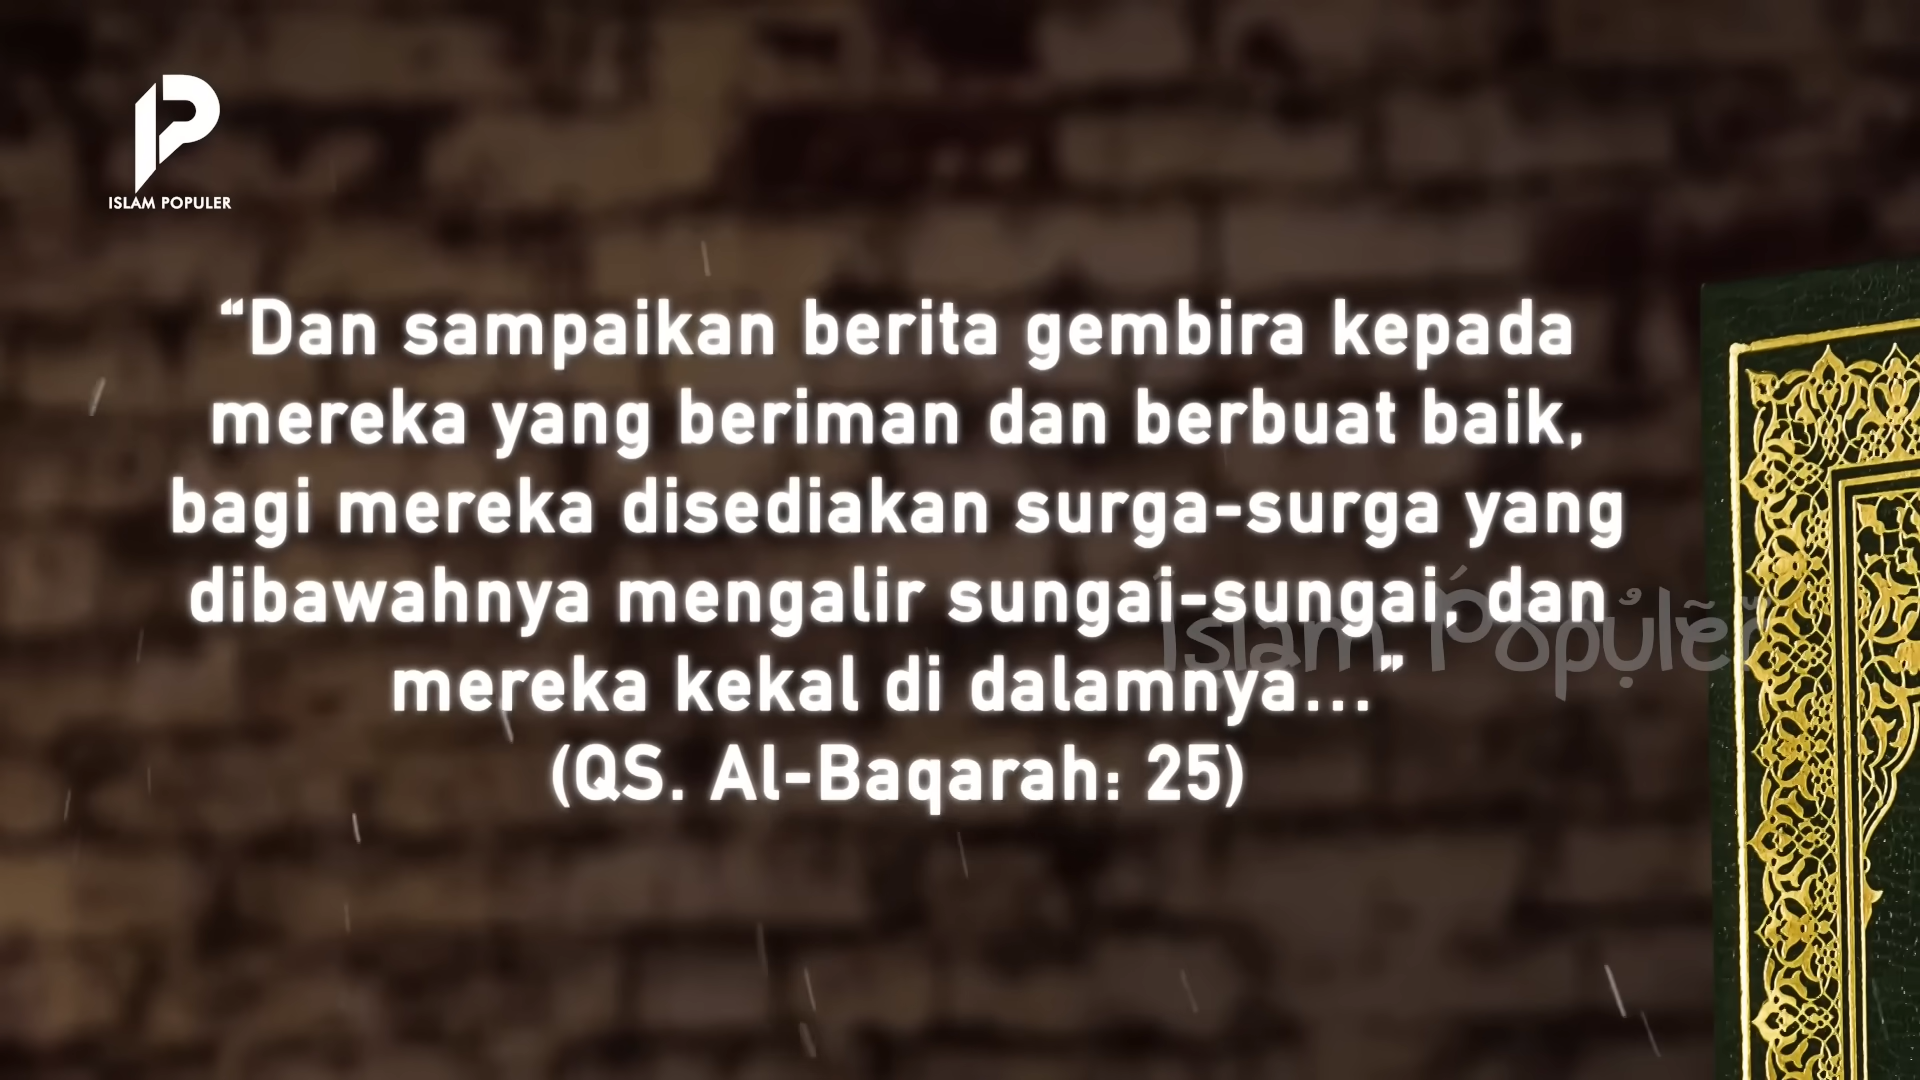 ISLAM POPULER
“Dan sampaikan berita gembira kepada
mereka yang beriman dan berbuat baik,
bagi mereka disediakan surga-surga yang
dibawahnya mengalir sungai-sungai, dan
Islam Populer
mereka kekal di dalamnya...”
(QS. Al-Baqarah: 25)